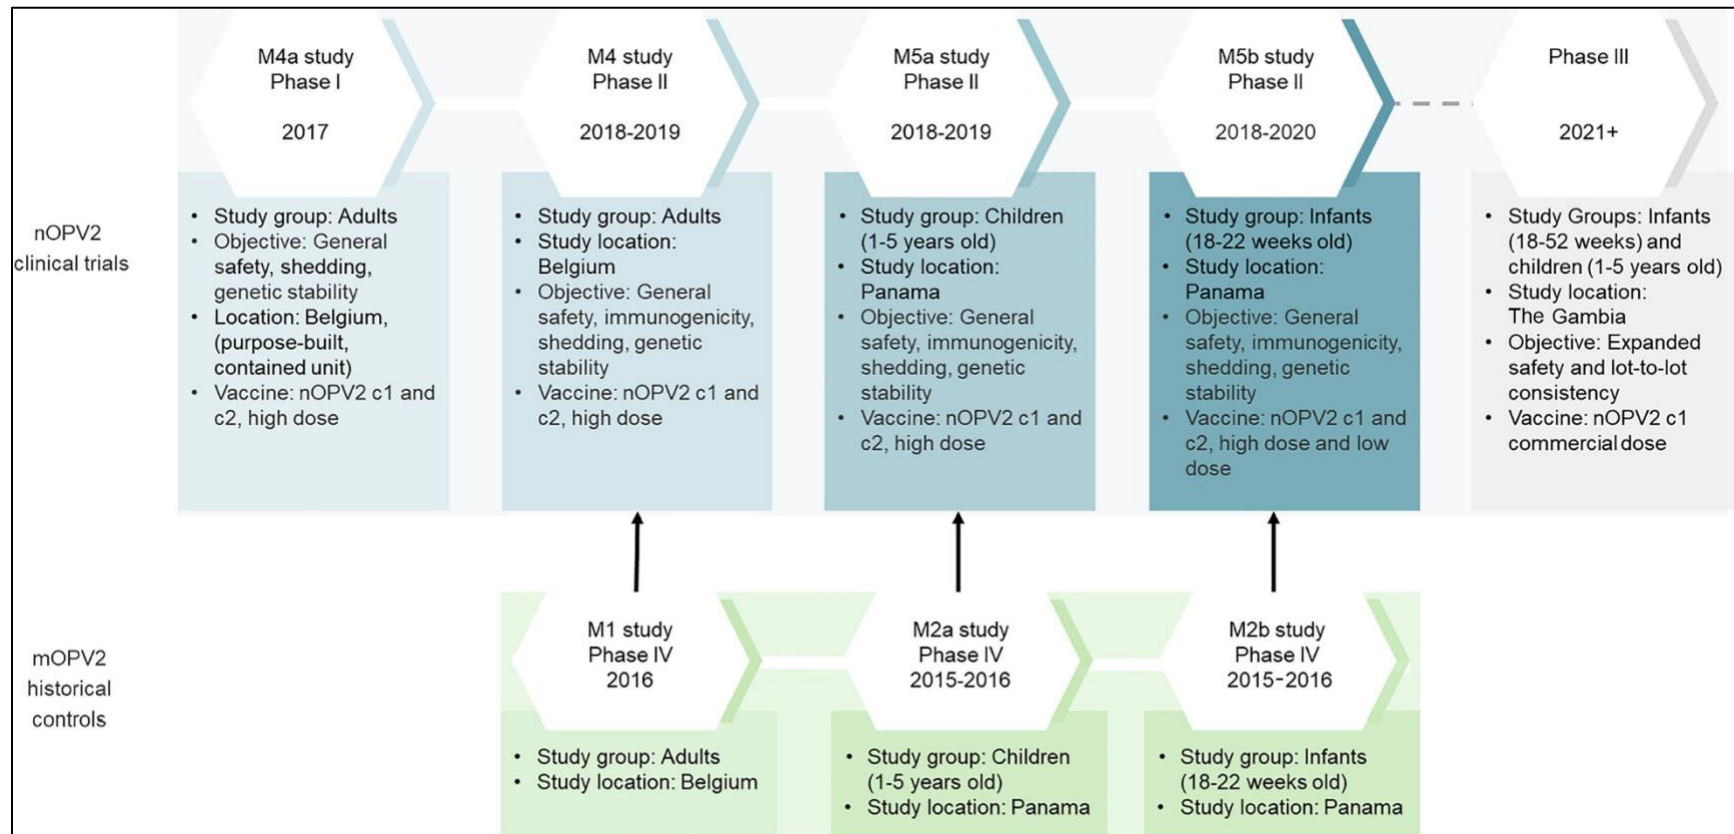 nOPV2
clinical trials
M4a study
Phase I
2017
• Study group: Adults
• Objective: General
safety, shedding,
genetic stability
• Location: Belgium,
(purpose-built,
contained unit)
• Vaccine: nOPV2 c1 and
c2, high dose
M4 study
Phase II
2018-2019
• Study group: Adults
• Study location:
Belgium
• Objective: General
safety, immunogenicity,
shedding, genetic
stability
• Vaccine: nOPV2 c1 and
c2, high dose
M5a study
Phase II
2018-2019
• Study group: Children
(1-5 years old)
• Study location:
Panama
• Objective: General
safety, immunogenicity,
shedding, genetic
stability
• Vaccine: nOPV2 c1 and
c2, high dose
M5b study
Phase II
2018-2020
• Study group: Infants
(18-22 weeks old)
• Study location:
Panama
• Objective: General
safety, immunogenicity,
shedding, genetic
stability
• Vaccine: nOPV2 c1 and
c2, high dose and low
dose
Phase III
2021+
• Study Groups: Infants
(18-52 weeks) and
children (1-5 years old)
• Study location:
The Gambia
• Objective: Expanded
safety and lot-to-lot
consistency
• Vaccine: nOPV2 c1
commercial dose
mOPV2
historical
controls
M1 study
Phase IV
2016
• Study group: Adults
• Study location: Belgium
M2a study
Phase IV
2015-2016
• Study group: Children
(1-5 years old)
• Study location: Panama
M2b study
Phase IV
2015-2016
• Study group: Infants
(18-22 weeks old)
• Study location: Panama